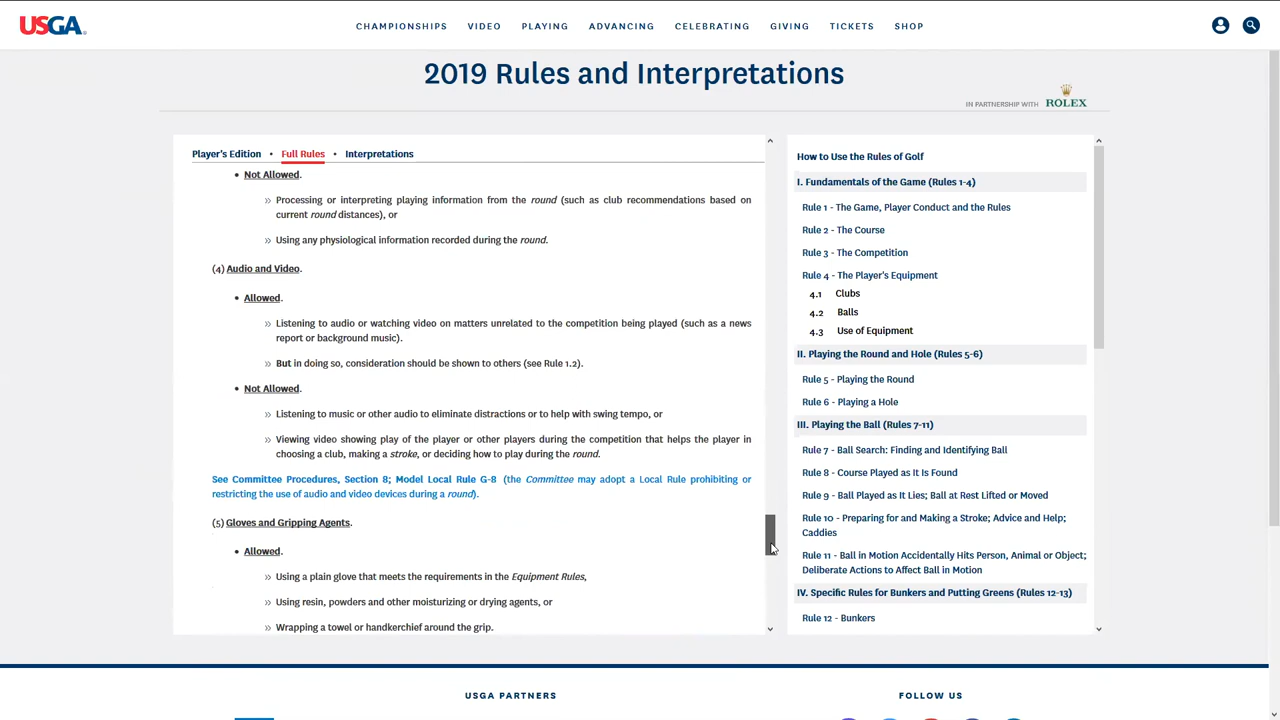 USGA
CHAMPIONSHIPS VIDEO PLAYING ADVANCING CELEBRATING GIVING TICKETS SHOP
2019 Rules and Interpretations
IN PARTNERSHIP WITH ROLEX
Player's Edition • Full Rules • Interpretations
• Not Allowed.
» Processing or interpreting playing information from the round (such as club recommendations based on
current round distances), or
» Using any physiological information recorded during the round.
(4) Audio and Video.
• Allowed.
» Listening to audio or watching video on matters unrelated to the competition being played (such as a news
report or background music).
» But in doing so, consideration should be shown to others (see Rule 1.2).
• Not Allowed.
» Listening to music or other audio to eliminate distractions or to help with swing tempo, or
» Viewing video showing play of the player or other players during the competition that helps the player in
choosing a club, making a stroke, or deciding how to play during the round.
See Committee Procedures, Section 8; Model Local Rule G-8 (the Committee may adopt a Local Rule prohibiting or
restricting the use of audio and video devices during a round).
(5) Gloves and Gripping Agents.
• Allowed.
» Using a plain glove that meets the requirements in the Equipment Rules,
» Using resin, powders and other moisturizing or drying agents, or
» Wrapping a towel or handkerchief around the grip.
How to Use the Rules of Golf
I. Fundamentals of the Game (Rules 1-4)
Rule 1 - The Game, Player Conduct and the Rules
Rule 2 - The Course
Rule 3 - The Competition
Rule 4 - The Player's Equipment
4.1 Clubs
4.2 Balls
4.3 Use of Equipment
II. Playing the Round and Hole (Rules 5-6)
Rule 5 - Playing the Round
Rule 6 - Playing a Hole
III. Playing the Ball (Rules 7-11)
Rule 7 - Ball Search: Finding and Identifying Ball
Rule 8 - Course Played as It Is Found
Rule 9 - Ball Played as It Lies; Ball at Rest Lifted or Moved
Rule 10 - Preparing for and Making a Stroke; Advice and Help;
Caddies
Rule 11 - Ball in Motion Accidentally Hits Person, Animal or Object;
Deliberate Actions to Affect Ball in Motion
IV. Specific Rules for Bunkers and Putting Greens (Rules 12-13)
Rule 12 - Bunkers
USGA PARTNERS
FOLLOW US